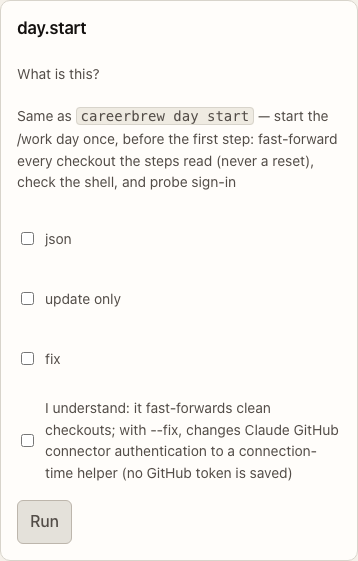 day.start
What is this?
Same as careerbrew day start — start the
/work day once, before the first step: fast-forward
every checkout the steps read (never a reset),
check the shell, and probe sign-in
json
update only
fix
I understand: it fast-forwards clean
checkouts; with --fix, changes Claude GitHub
connector authentication to a connection-
time helper (no GitHub token is saved)
Run